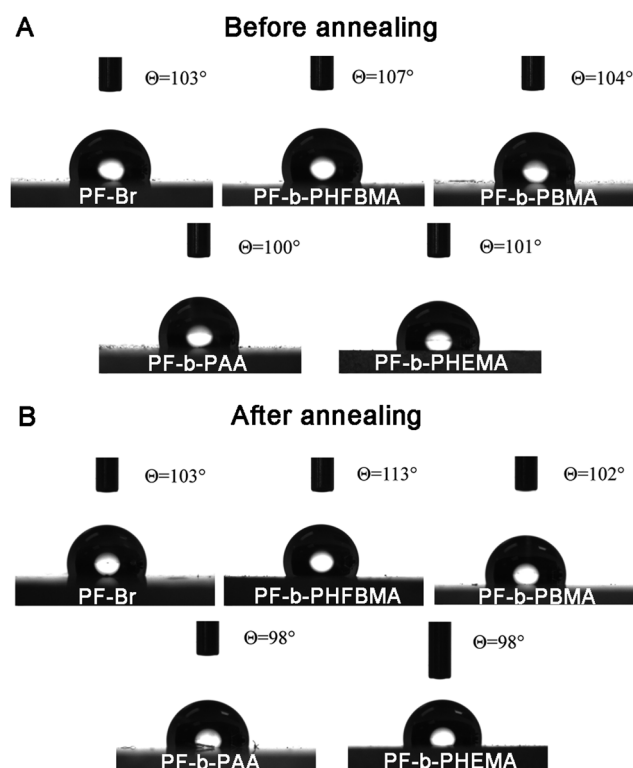 A
Before annealing
Θ=103°
Θ=107°
Θ=104°
PF-Br
PF-b-PHFBMA
PF-b-PBMA
Θ=100°
Θ=101°
PF-b-PAA
PF-b-PHEMA
B
After annealing
Θ=103°
Θ=113°
Θ=102°
PF-Br
PF-b-PHFBMA
PF-b-PBMA
Θ=98°
Θ=98°
PF-b-PAA
PF-b-PHEMA